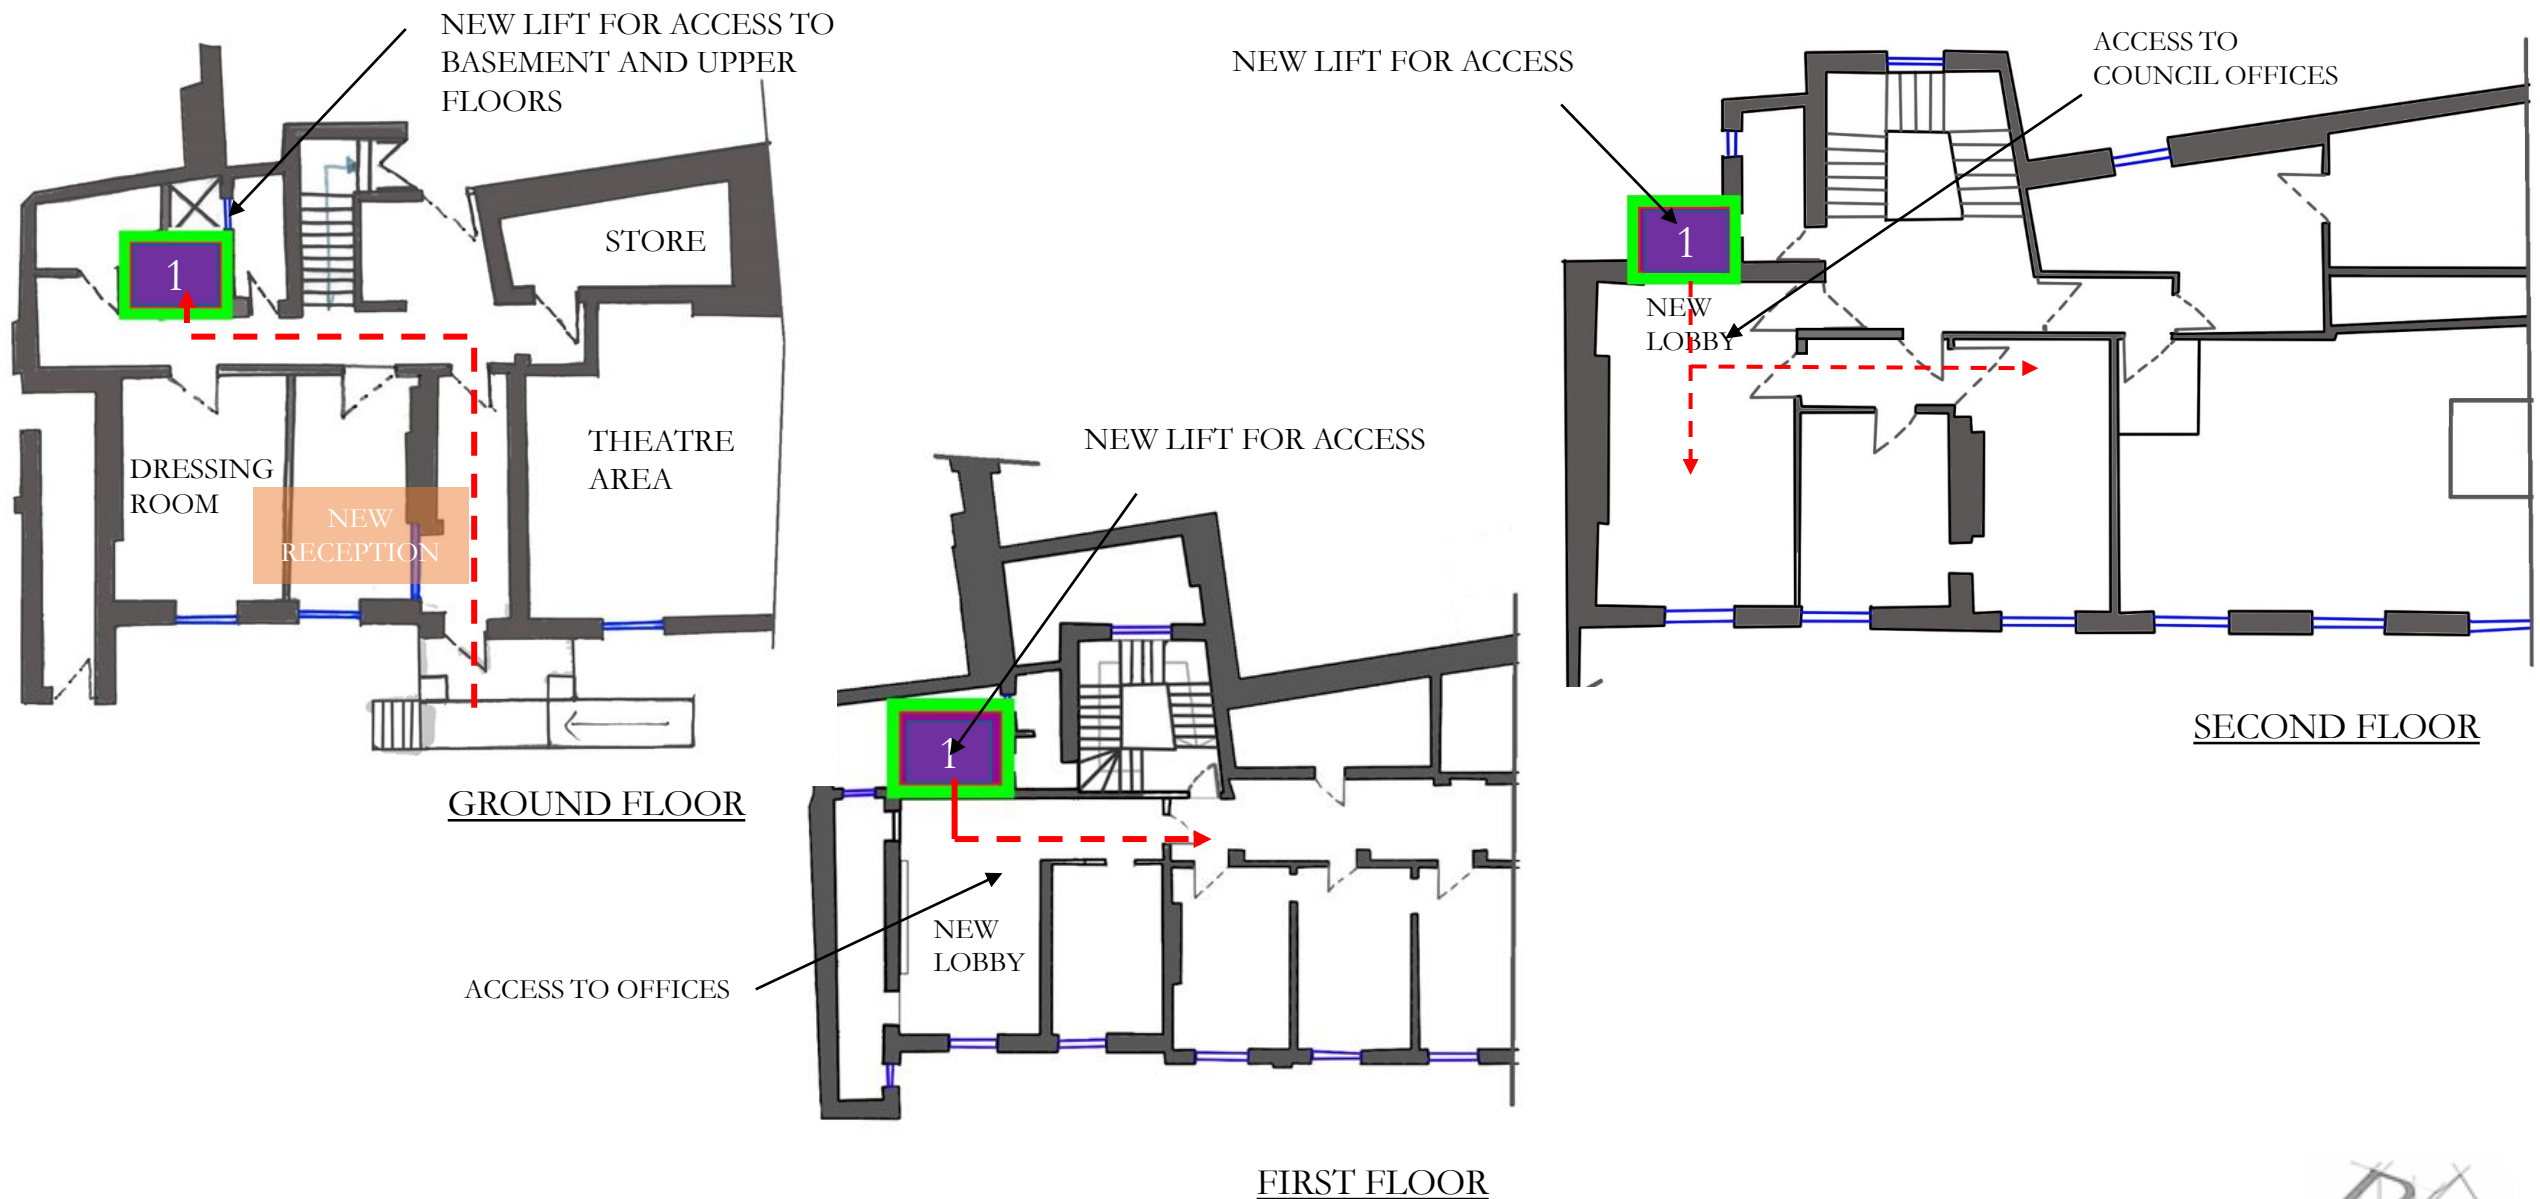 NEW LIFT FOR ACCESS TO
BASEMENT AND UPPER
FLOORS
1
STORE
DRESSING
ROOM
NEW
RECEPTION
THEATRE
AREA
GROUND FLOOR
NEW LIFT FOR ACCESS
1
NEW
LOBBY
ACCESS TO OFFICES
FIRST FLOOR
NEW LIFT FOR ACCESS
ACCESS TO
COUNCIL OFFICES
1
NEW
LOBBY
SECOND FLOOR